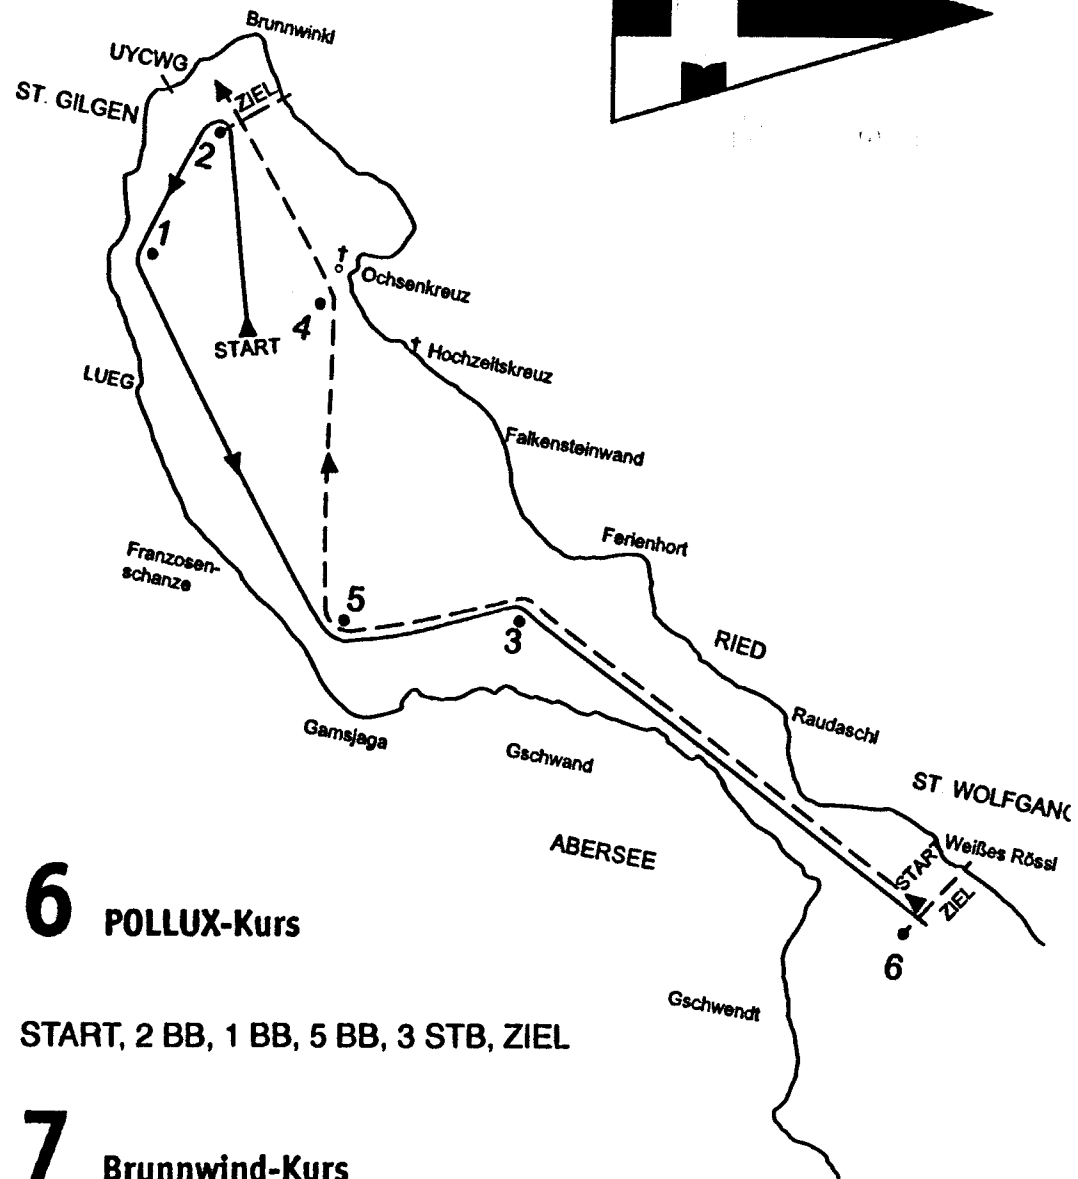 Brunnwinkl
UYCWG
ST. GILGEN
ZIEL
2
1
†
Ochsenkreuz
4
START
† Hochzeitskreuz
LUEG
Falkensteinwand
Ferienhort
Franzosen-
schanze
5
3
RIED
Raudaschl
Gamsjaga
Gschwand
ST. WOLFGANG
ABERSEE
START
Weißes Rössl
ZIEL
6
6 POLLUX-Kurs
Gschwendt
START, 2 BB, 1 BB, 5 BB, 3 STB, ZIEL
7 Brunnwind-Kurs